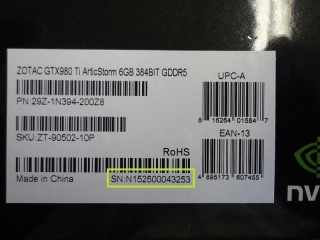 ZOTAC GTX980 Ti ArticStorm 6GB 384BIT GDDR5
PN:29Z-1N394-200Z8
SKU:ZT-90502-10P
RoHS
Made in China
SN:N152500043253
UPC-A
8 16264 01584 7
EAN-13
4 895173 607455
nv